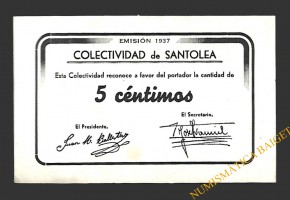 EMISIÓN 1937
COLECTIVIDAD de SANTOLEA
Esta Colectividad reconoce a favor del portador la cantidad de
5 céntimos
El Presidente,
El Secretario,
NUMISMATICA BAIGET